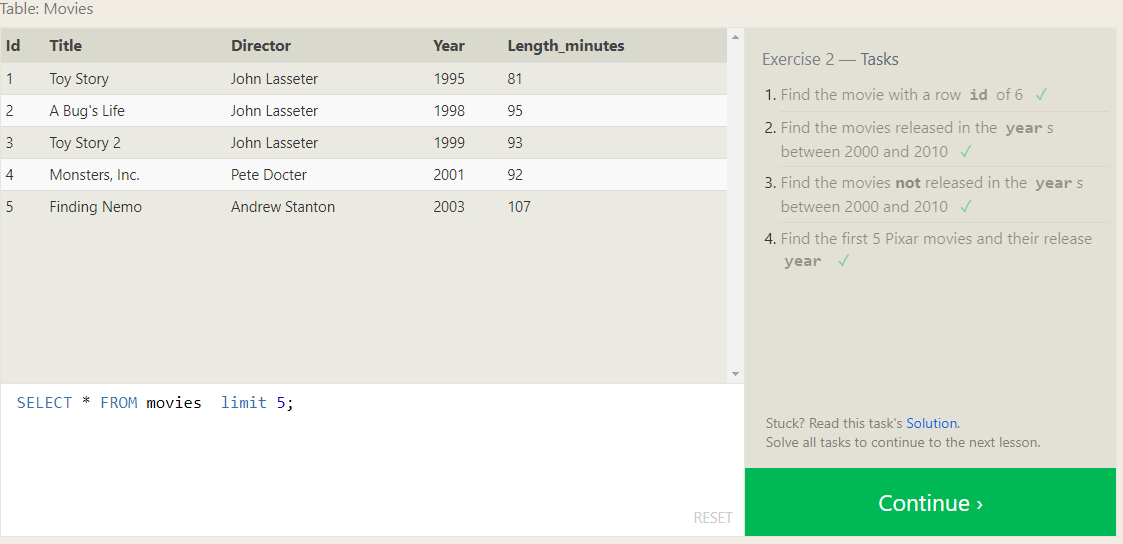 Table: Movies
Id Title Director Year Length_minutes
1 Toy Story John Lasseter 1995 81
2 A Bug's Life John Lasseter 1998 95
3 Toy Story 2 John Lasseter 1999 93
4 Monsters, Inc. Pete Docter 2001 92
5 Finding Nemo Andrew Stanton 2003 107
SELECT * FROM movies  limit 5;
RESET
Exercise 2 — Tasks
1. Find the movie with a row id of 6 ✓
2. Find the movies released in the year s
between 2000 and 2010 ✓
3. Find the movies not released in the year s
between 2000 and 2010 ✓
4. Find the first 5 Pixar movies and their release
year ✓
Stuck? Read this task's Solution.
Solve all tasks to continue to the next lesson.
Continue ›